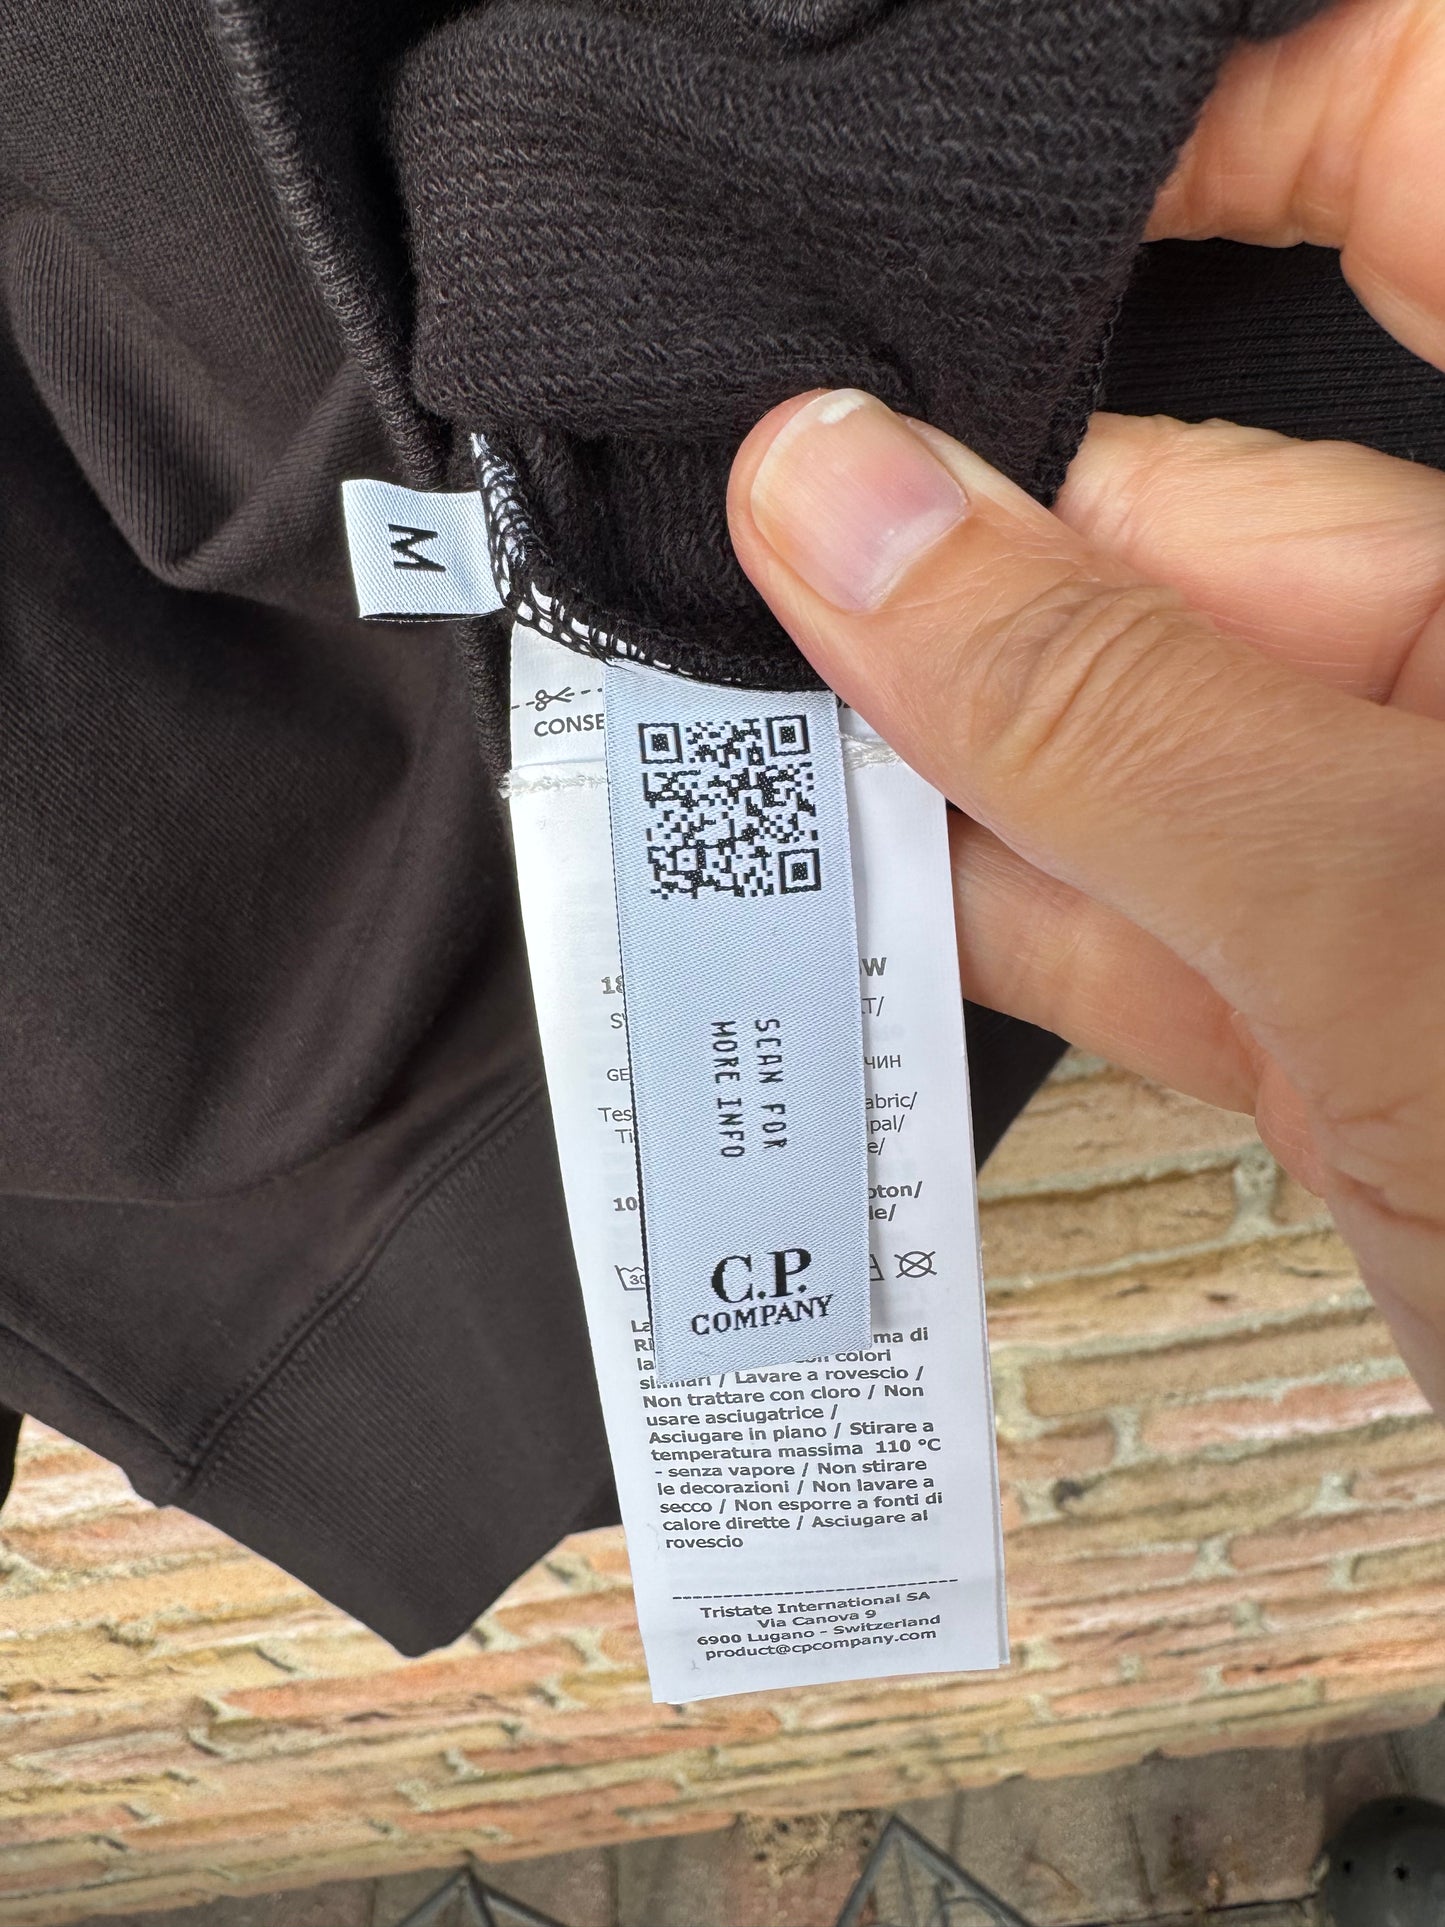 M
CONSE
SCAN FOR
MORE INFO
C.P.
COMPANY
W
ЧИН
abric/
pal/
e/
30
ma di
colori
/ Lavare a rovescio /
Non trattare con cloro / Non
usare asciugatrice /
Asciugare in piano / Stirare a
temperatura massima 110 °C
- senza vapore / Non stirare
le decorazioni / Non lavare a
secco / Non esporre a fonti di
calore dirette / Asciugare al
rovescio
Tristate International SA
Via Canova 9
6900 Lugano - Switzerland
product@cpcompany.com